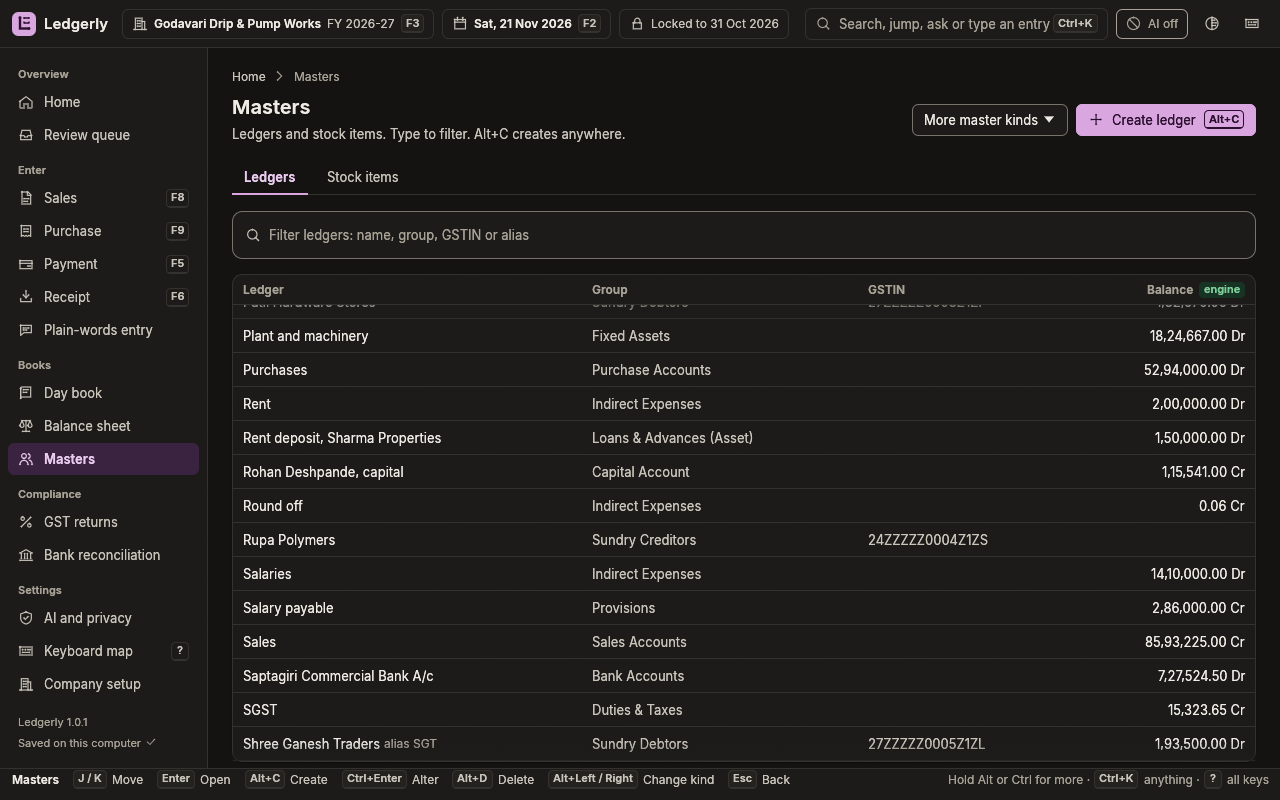 Ledgerly
Godavari Drip & Pump Works FY 2026-27 F3
Sat, 21 Nov 2026 F2
Locked to 31 Oct 2026
Search, jump, ask or type an entry Ctrl+K
AI off
Overview
Home
Review queue
Enter
Sales F8
Purchase F9
Payment F5
Receipt F6
Plain-words entry
Books
Day book
Balance sheet
Masters
Compliance
GST returns
Bank reconciliation
Settings
AI and privacy
Keyboard map ?
Company setup
Ledgerly 1.0.1
Saved on this computer
Home Masters
Masters
Ledgers and stock items. Type to filter. Alt+C creates anywhere.
More master kinds
Create ledger Alt+C
Ledgers Stock items
Filter ledgers: name, group, GSTIN or alias
Ledger Group GSTIN Balance engine
Plant and machinery Fixed Assets 18,24,667.00 Dr
Purchases Purchase Accounts 52,94,000.00 Dr
Rent Indirect Expenses 2,00,000.00 Dr
Rent deposit, Sharma Properties Loans & Advances (Asset) 1,50,000.00 Dr
Rohan Deshpande, capital Capital Account 1,15,541.00 Cr
Round off Indirect Expenses 0.06 Cr
Rupa Polymers Sundry Creditors 24ZZZZZ0004Z1ZS
Salaries Indirect Expenses 14,10,000.00 Dr
Salary payable Provisions 2,86,000.00 Cr
Sales Sales Accounts 85,93,225.00 Cr
Saptagiri Commercial Bank A/c Bank Accounts 7,27,524.50 Dr
SGST Duties & Taxes 15,323.65 Cr
Shree Ganesh Traders alias SGT Sundry Debtors 27ZZZZZ0005Z1ZL 1,93,500.00 Dr
Masters J / K Move Enter Open Alt+C Create Ctrl+Enter Alter Alt+D Delete Alt+Left / Right Change kind Esc Back
Hold Alt or Ctrl for more · Ctrl+K anything · ? all keys